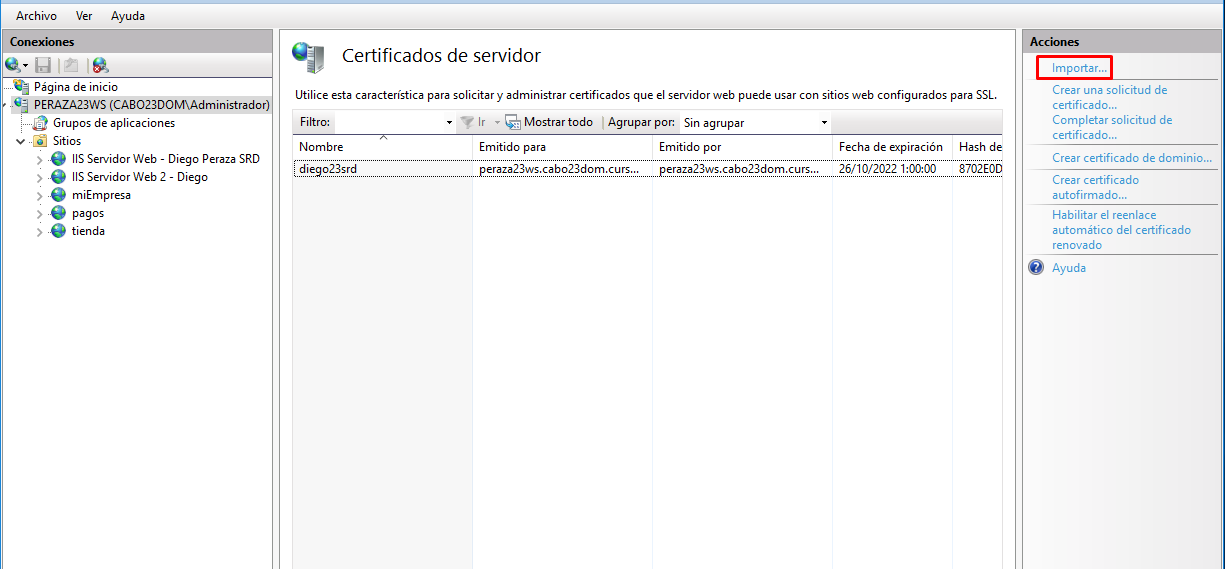 Archivo Ver Ayuda
Conexiones
Página de inicio
PERAZA23WS (CABO23DOM\Administrador)
Grupos de aplicaciones
Sitios
IIS Servidor Web - Diego Peraza SRD
IIS Servidor Web 2 - Diego
miEmpresa
pagos
tienda
Certificados de servidor
Utilice esta característica para solicitar y administrar certificados que el servidor web puede usar con sitios web configurados para SSL.
Filtro: Ir Mostrar todo Agrupar por: Sin agrupar
Nombre Emitido para Emitido por Fecha de expiración Hash de
diego23srd peraza23ws.cabo23dom.curs... peraza23ws.cabo23dom.curs... 26/10/2022 1:00:00 8702E0D
Acciones
Importar...
Crear una solicitud de
certificado...
Completar solicitud de
certificado...
Crear certificado de dominio...
Crear certificado
autofirmado...
Habilitar el reenlace
automático del certificado
renovado
Ayuda